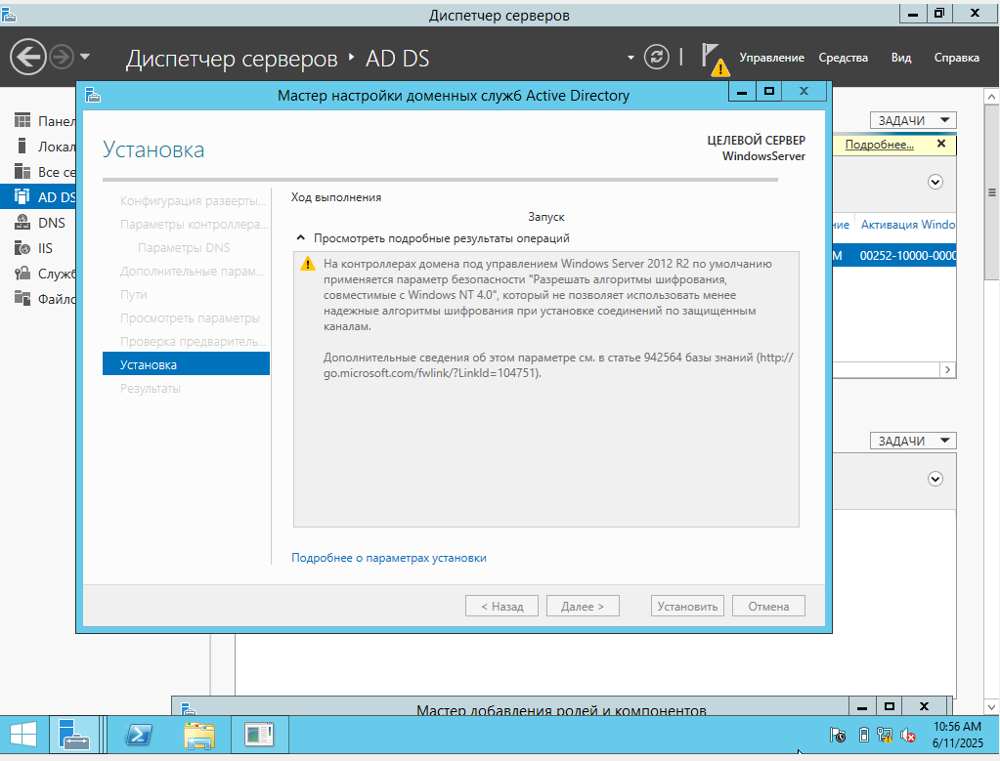 Диспетчер серверов
Диспетчер серверов AD DS
Управление Средства Вид Справка
Мастер настройки доменных служб Active Directory
Панел
Локал
Все се
AD DS
DNS
IIS
Служб
Файло
ЗАДАЧИ
Подробнее...
ние Активация Windo
М 00252-10000-0000
ЗАДАЧИ
Установка
ЦЕЛЕВОЙ СЕРВЕР
WindowsServer
Конфигурация разверты...
Параметры контроллера...
Параметры DNS
Дополнительные парам...
Пути
Просмотреть параметры
Проверка предваритель...
Установка
Результаты
Ход выполнения
Запуск
Просмотреть подробные результаты операций
На контроллерах домена под управлением Windows Server 2012 R2 по умолчанию
применяется параметр безопасности "Разрешать алгоритмы шифрования,
совместимые с Windows NT 4.0", который не позволяет использовать менее
надежные алгоритмы шифрования при установке соединений по защищенным
каналам.
Дополнительные сведения об этом параметре см. в статье 942564 базы знаний (http://
go.microsoft.com/fwlink/?LinkId=104751).
Подробнее о параметрах установки
< Назад Далее > Установить Отмена
Мастер добавления ролей и компонентов
10:56 AM
6/11/2025